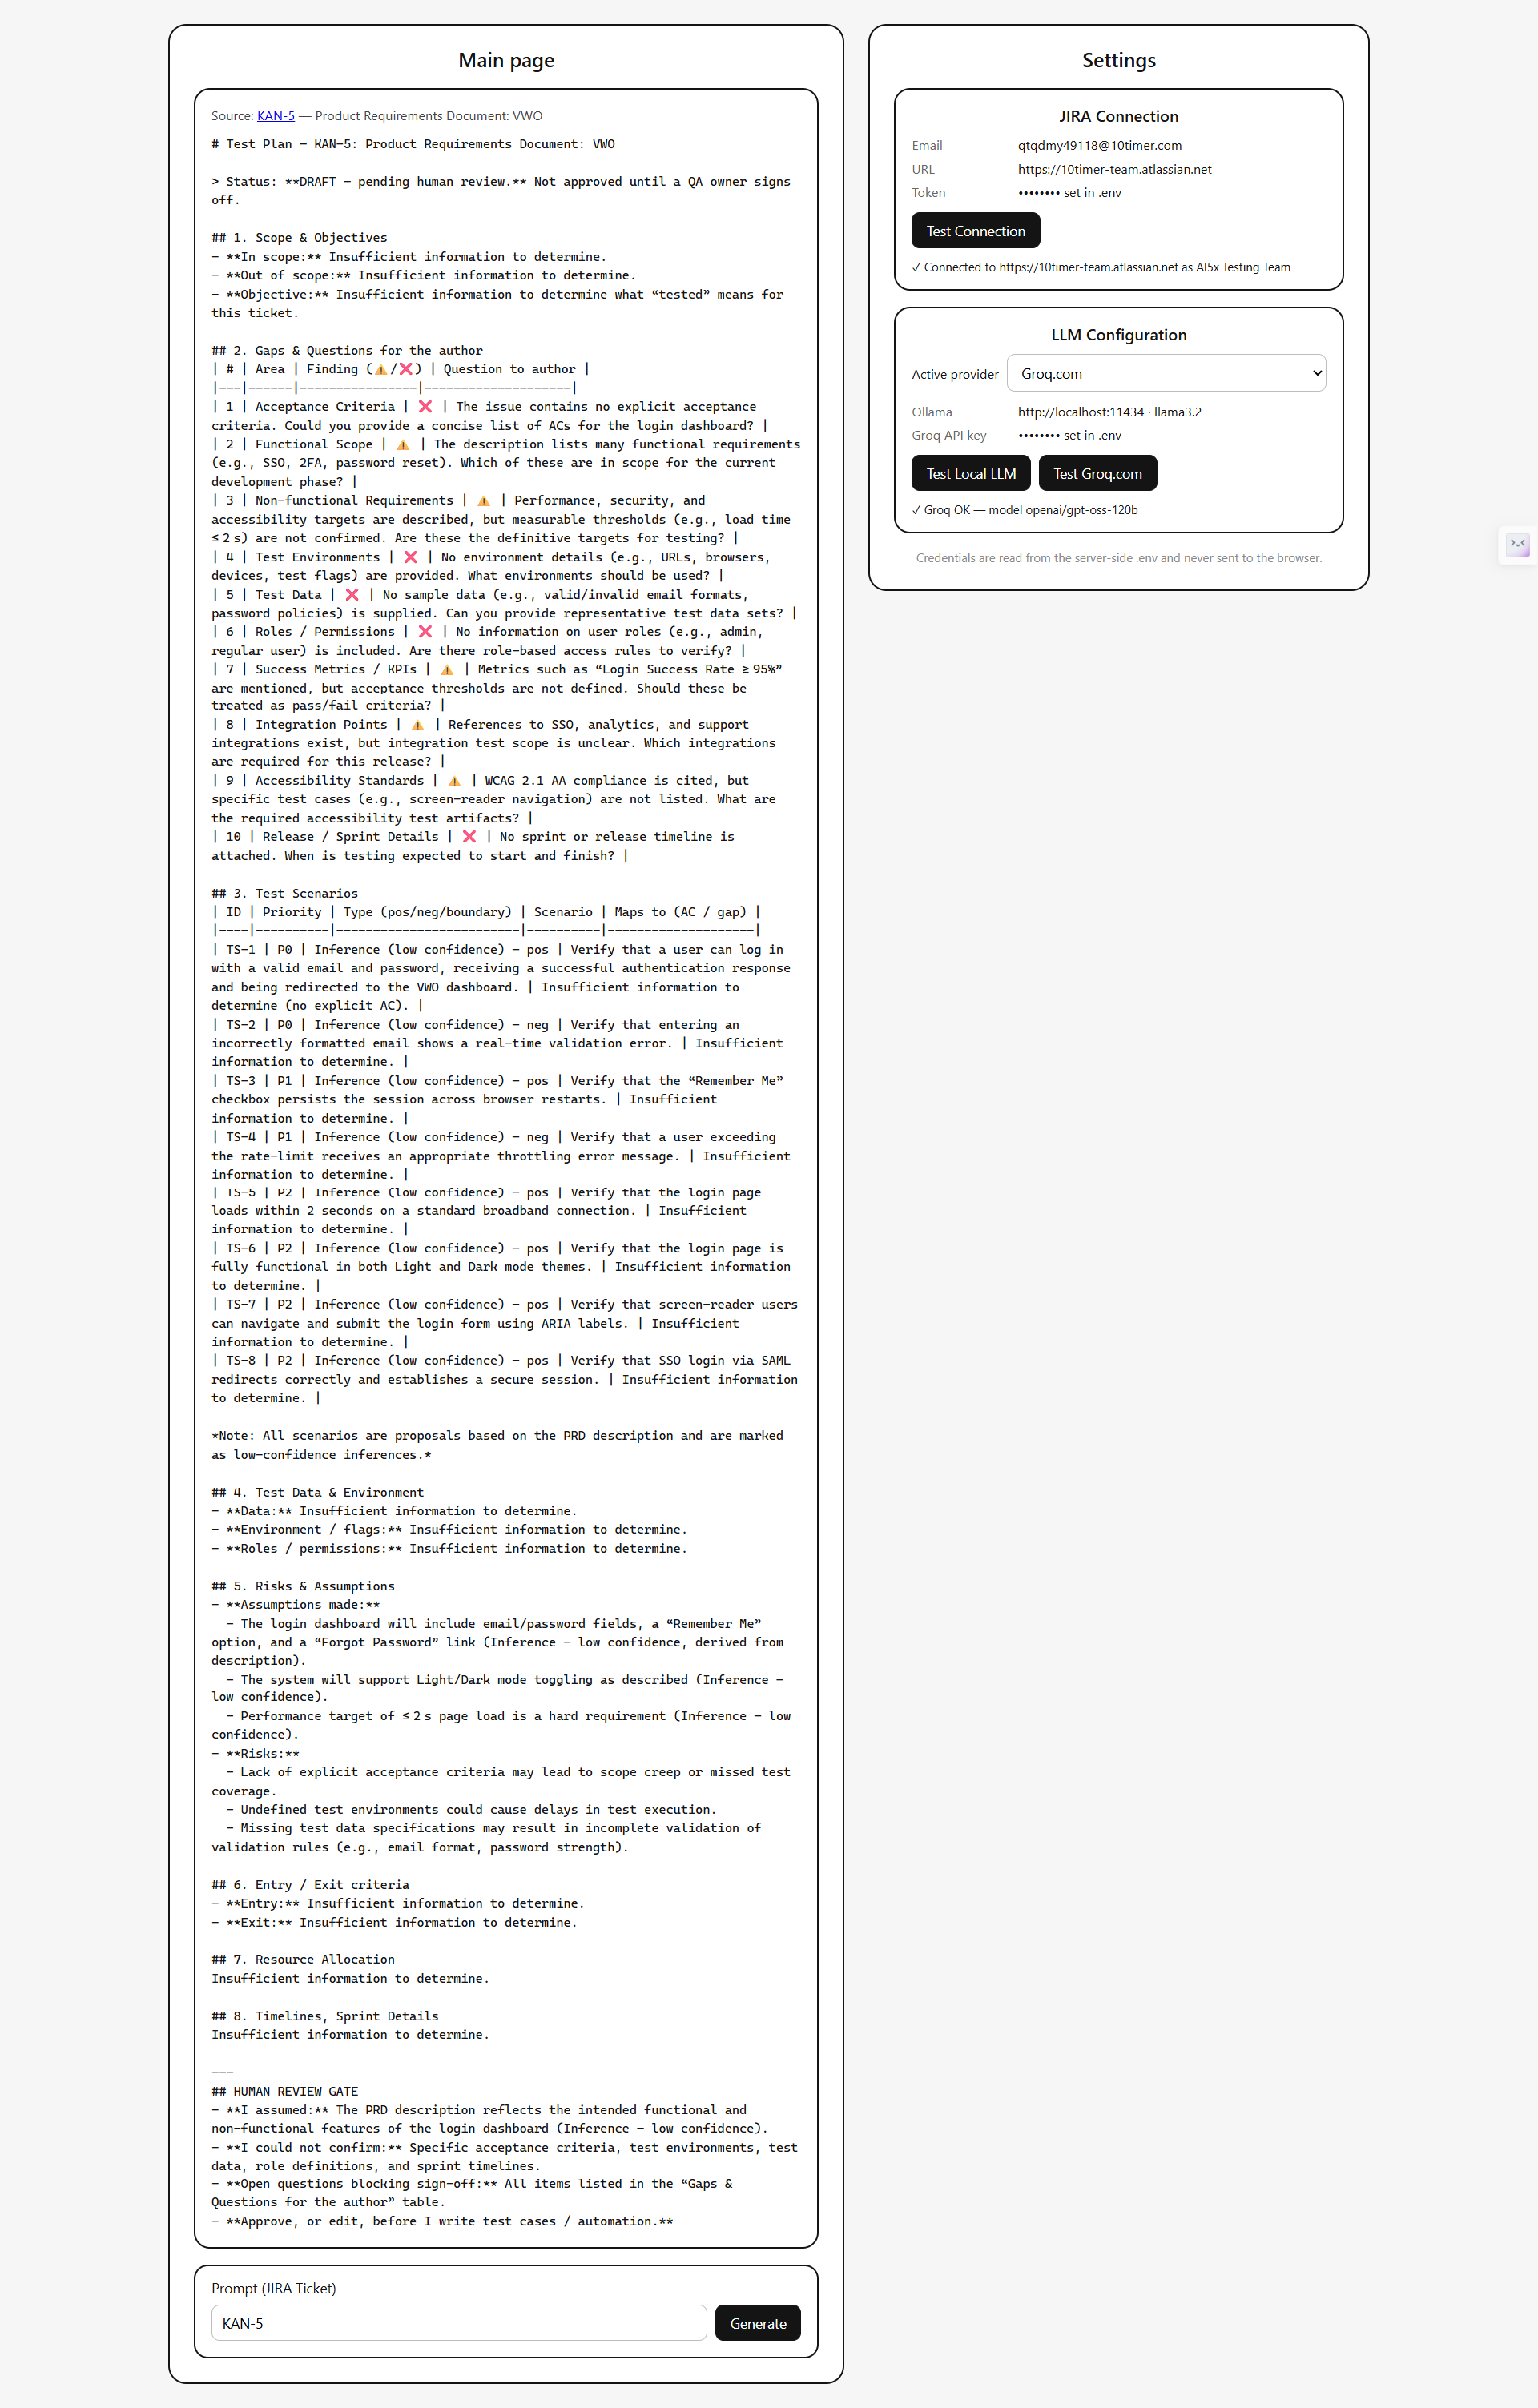 Main page
Source: KAN-5 — Product Requirements Document: VWO
# Test Plan — KAN-5: Product Requirements Document: VWO
> Status: **DRAFT — pending human review.** Not approved until a QA owner signs
off.
## 1. Scope & Objectives
- **In scope:** Insufficient information to determine.
- **Out of scope:** Insufficient information to determine.
- **Objective:** Insufficient information to determine what “tested” means for
this ticket.
## 2. Gaps & Questions for the author
| # | Area | Finding (⚠️/❌) | Question to author |
|---|------|----------------|--------------------|
| 1 | Acceptance Criteria | ❌ | The issue contains no explicit acceptance
criteria. Could you provide a concise list of ACs for the login dashboard? |
| 2 | Functional Scope | ⚠️ | The description lists many functional requirements
(e.g., SSO, 2FA, password reset). Which of these are in scope for the current
development phase? |
| 3 | Non-functional Requirements | ⚠️ | Performance, security, and
accessibility targets are described, but measurable thresholds (e.g., load time
≤ 2 s) are not confirmed. Are these the definitive targets for testing? |
| 4 | Test Environments | ❌ | No environment details (e.g., URLs, browsers,
devices, test flags) are provided. What environments should be used? |
| 5 | Test Data | ❌ | No sample data (e.g., valid/invalid email formats,
password policies) is supplied. Can you provide representative test data sets? |
| 6 | Roles / Permissions | ❌ | No information on user roles (e.g., admin,
regular user) is included. Are there role-based access rules to verify? |
| 7 | Success Metrics / KPIs | ⚠️ | Metrics such as “Login Success Rate ≥ 95%”
are mentioned, but acceptance thresholds are not defined. Should these be
treated as pass/fail criteria? |
| 8 | Integration Points | ⚠️ | References to SSO, analytics, and support
integrations exist, but integration test scope is unclear. Which integrations
are required for this release? |
| 9 | Accessibility Standards | ⚠️ | WCAG 2.1 AA compliance is cited, but
specific test cases (e.g., screen-reader navigation) are not listed. What are
the required accessibility test artifacts? |
| 10 | Release / Sprint Details | ❌ | No sprint or release timeline is
attached. When is testing expected to start and finish? |
## 3. Test Scenarios
| ID | Priority | Type (pos/neg/boundary) | Scenario | Maps to (AC / gap) |
|----|----------|-------------------------|----------|--------------------|
| TS-1 | P0 | Inference (low confidence) – pos | Verify that a user can log in
with a valid email and password, receiving a successful authentication response
and being redirected to the VWO dashboard. | Insufficient information to
determine (no explicit AC). |
| TS-2 | P0 | Inference (low confidence) – neg | Verify that entering an
incorrectly formatted email shows a real-time validation error. | Insufficient
information to determine. |
| TS-3 | P1 | Inference (low confidence) – pos | Verify that the “Remember Me”
checkbox persists the session across browser restarts. | Insufficient
information to determine. |
| TS-4 | P1 | Inference (low confidence) – neg | Verify that a user exceeding
the rate-limit receives an appropriate throttling error message. | Insufficient
information to determine. |
| TS-5 | P2 | Inference (low confidence) – pos | Verify that the login page
loads within 2 seconds on a standard broadband connection. | Insufficient
information to determine. |
| TS-6 | P2 | Inference (low confidence) – pos | Verify that the login page is
fully functional in both Light and Dark mode themes. | Insufficient information
to determine. |
| TS-7 | P2 | Inference (low confidence) – pos | Verify that screen-reader users
can navigate and submit the login form using ARIA labels. | Insufficient
information to determine. |
| TS-8 | P2 | Inference (low confidence) – pos | Verify that SSO login via SAML
redirects correctly and establishes a secure session. | Insufficient information
to determine. |
*Note: All scenarios are proposals based on the PRD description and are marked
as low-confidence inferences.*
## 4. Test Data & Environment
- **Data:** Insufficient information to determine.
- **Environment / flags:** Insufficient information to determine.
- **Roles / permissions:** Insufficient information to determine.
## 5. Risks & Assumptions
- **Assumptions made:**
- The login dashboard will include email/password fields, a “Remember Me”
option, and a “Forgot Password” link (Inference – low confidence, derived from
description).
- The system will support Light/Dark mode toggling as described (Inference –
low confidence).
- Performance target of ≤ 2 s page load is a hard requirement (Inference – low
confidence).
- **Risks:**
- Lack of explicit acceptance criteria may lead to scope creep or missed test
coverage.
- Undefined test environments could cause delays in test execution.
- Missing test data specifications may result in incomplete validation of
validation rules (e.g., email format, password strength).
## 6. Entry / Exit criteria
- **Entry:** Insufficient information to determine.
- **Exit:** Insufficient information to determine.
## 7. Resource Allocation
Insufficient information to determine.
## 8. Timelines, Sprint Details
Insufficient information to determine.
---
## HUMAN REVIEW GATE
- **I assumed:** The PRD description reflects the intended functional and
non-functional features of the login dashboard (Inference – low confidence).
- **I could not confirm:** Specific acceptance criteria, test environments, test
data, role definitions, and sprint timelines.
- **Open questions blocking sign-off:** All items listed in the “Gaps &
Questions for the author” table.
- **Approve, or edit, before I write test cases / automation.**
Prompt (JIRA Ticket)
KAN-5
Generate
Settings
JIRA Connection
Email qtqdmy49118@10timer.com
URL https://10timer-team.atlassian.net
Token •••••••• set in .env
Test Connection
✓ Connected to https://10timer-team.atlassian.net as AI5x Testing Team
LLM Configuration
Active provider Groq.com
Ollama http://localhost:11434 · llama3.2
Groq API key •••••••• set in .env
Test Local LLM Test Groq.com
✓ Groq OK — model openai/gpt-oss-120b
Credentials are read from the server-side .env and never sent to the browser.